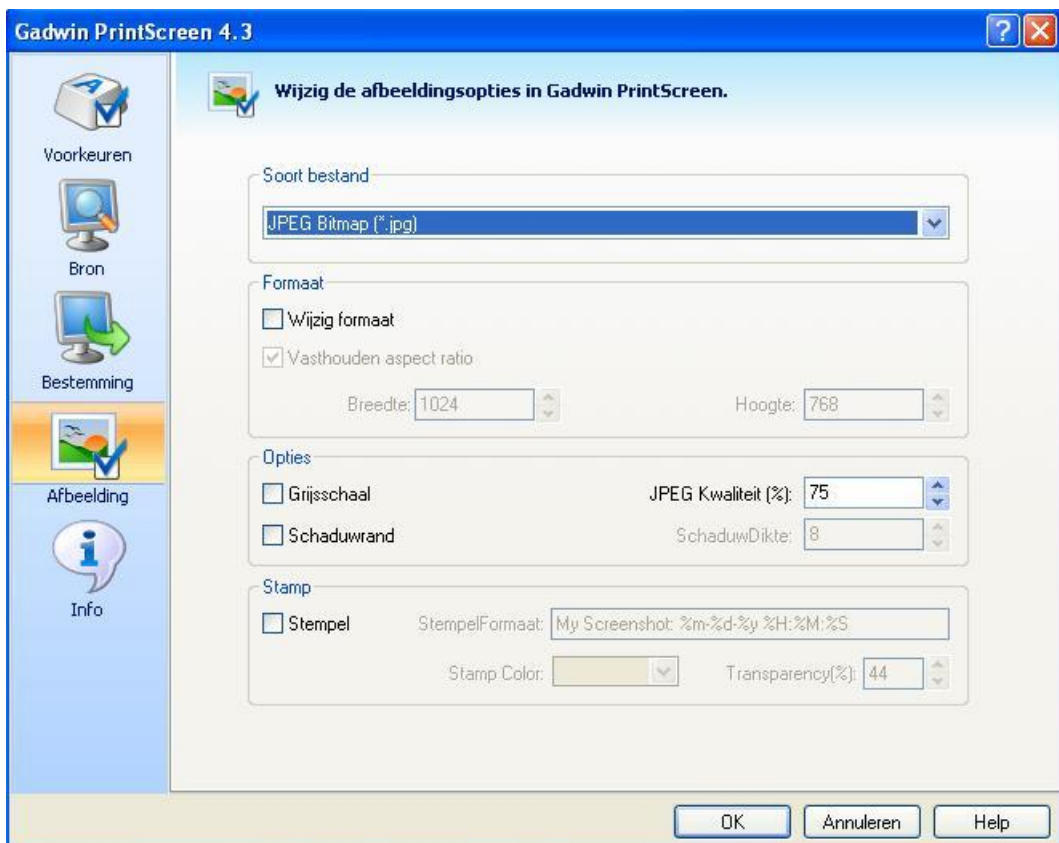 Gadwin PrintScreen 4.3
Voorkeuren
Bron
Bestemming
Afbeelding
Info
Wijzig de afbeeldingsopties in Gadwin PrintScreen.
Soort bestand
JPEG Bitmap (*.jpg)
Formaat
Wijzig formaat
Vasthouden aspect ratio
Breedte: 1024 Hoogte: 768
Opties
Grijsschaal JPEG Kwaliteit (%): 75
Schaduwrand SchaduwDikte: 8
Stamp
Stempel StempelFormaat: My Screenshot: %m-%d-%y %H:%M:%S
Stamp Color: Transparency(%): 44
OK Annuleren Help